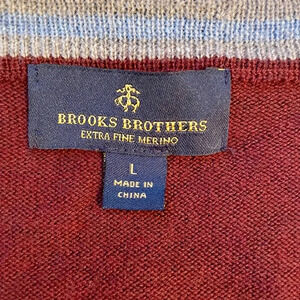 BROOKS BROTHERS
EXTRA FINE MERINO
L
MADE IN
CHINA